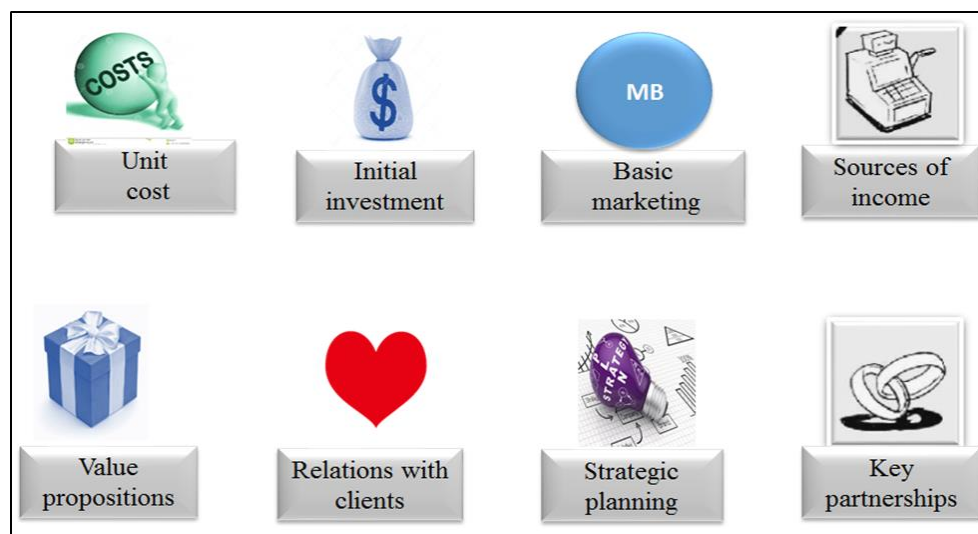 COSTS
$
MB
Unit
cost
Initial
investment
Basic
marketing
Sources of
income
PLAN
STRATEGY
Value
propositions
Relations with
clients
Strategic
planning
Key
partnerships